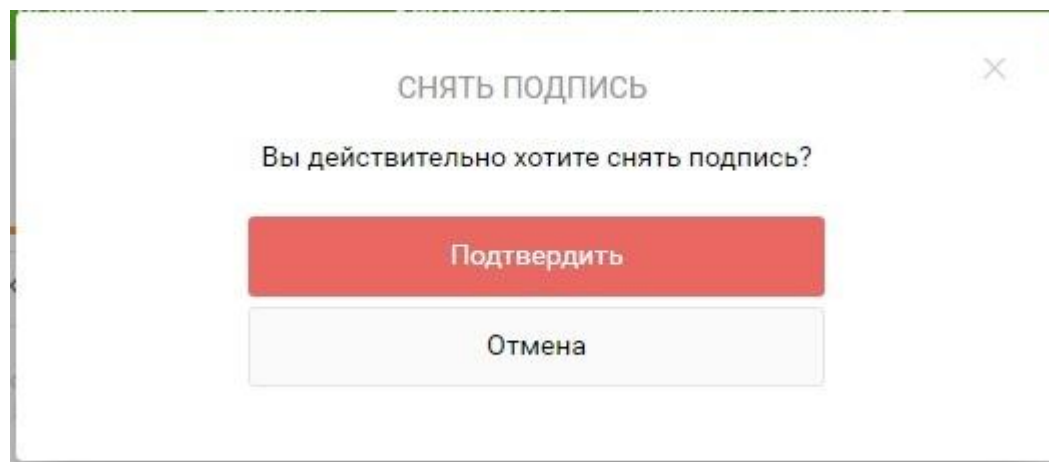 СНЯТЬ ПОДПИСЬ
Вы действительно хотите снять подпись?
Подтвердить
Отмена